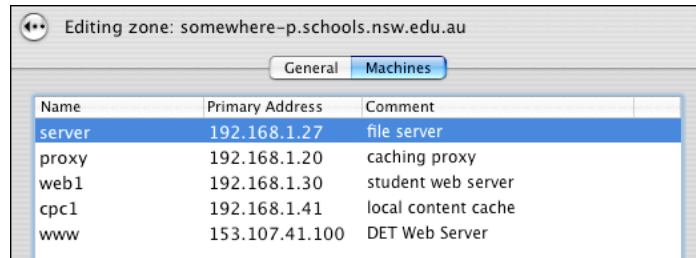 Editing zone: somewhere-p.schools.nsw.edu.au
General Machines
Name Primary Address Comment
server 192.168.1.27 file server
proxy 192.168.1.20 caching proxy
web1 192.168.1.30 student web server
cpc1 192.168.1.41 local content cache
www 153.107.41.100 DET Web Server